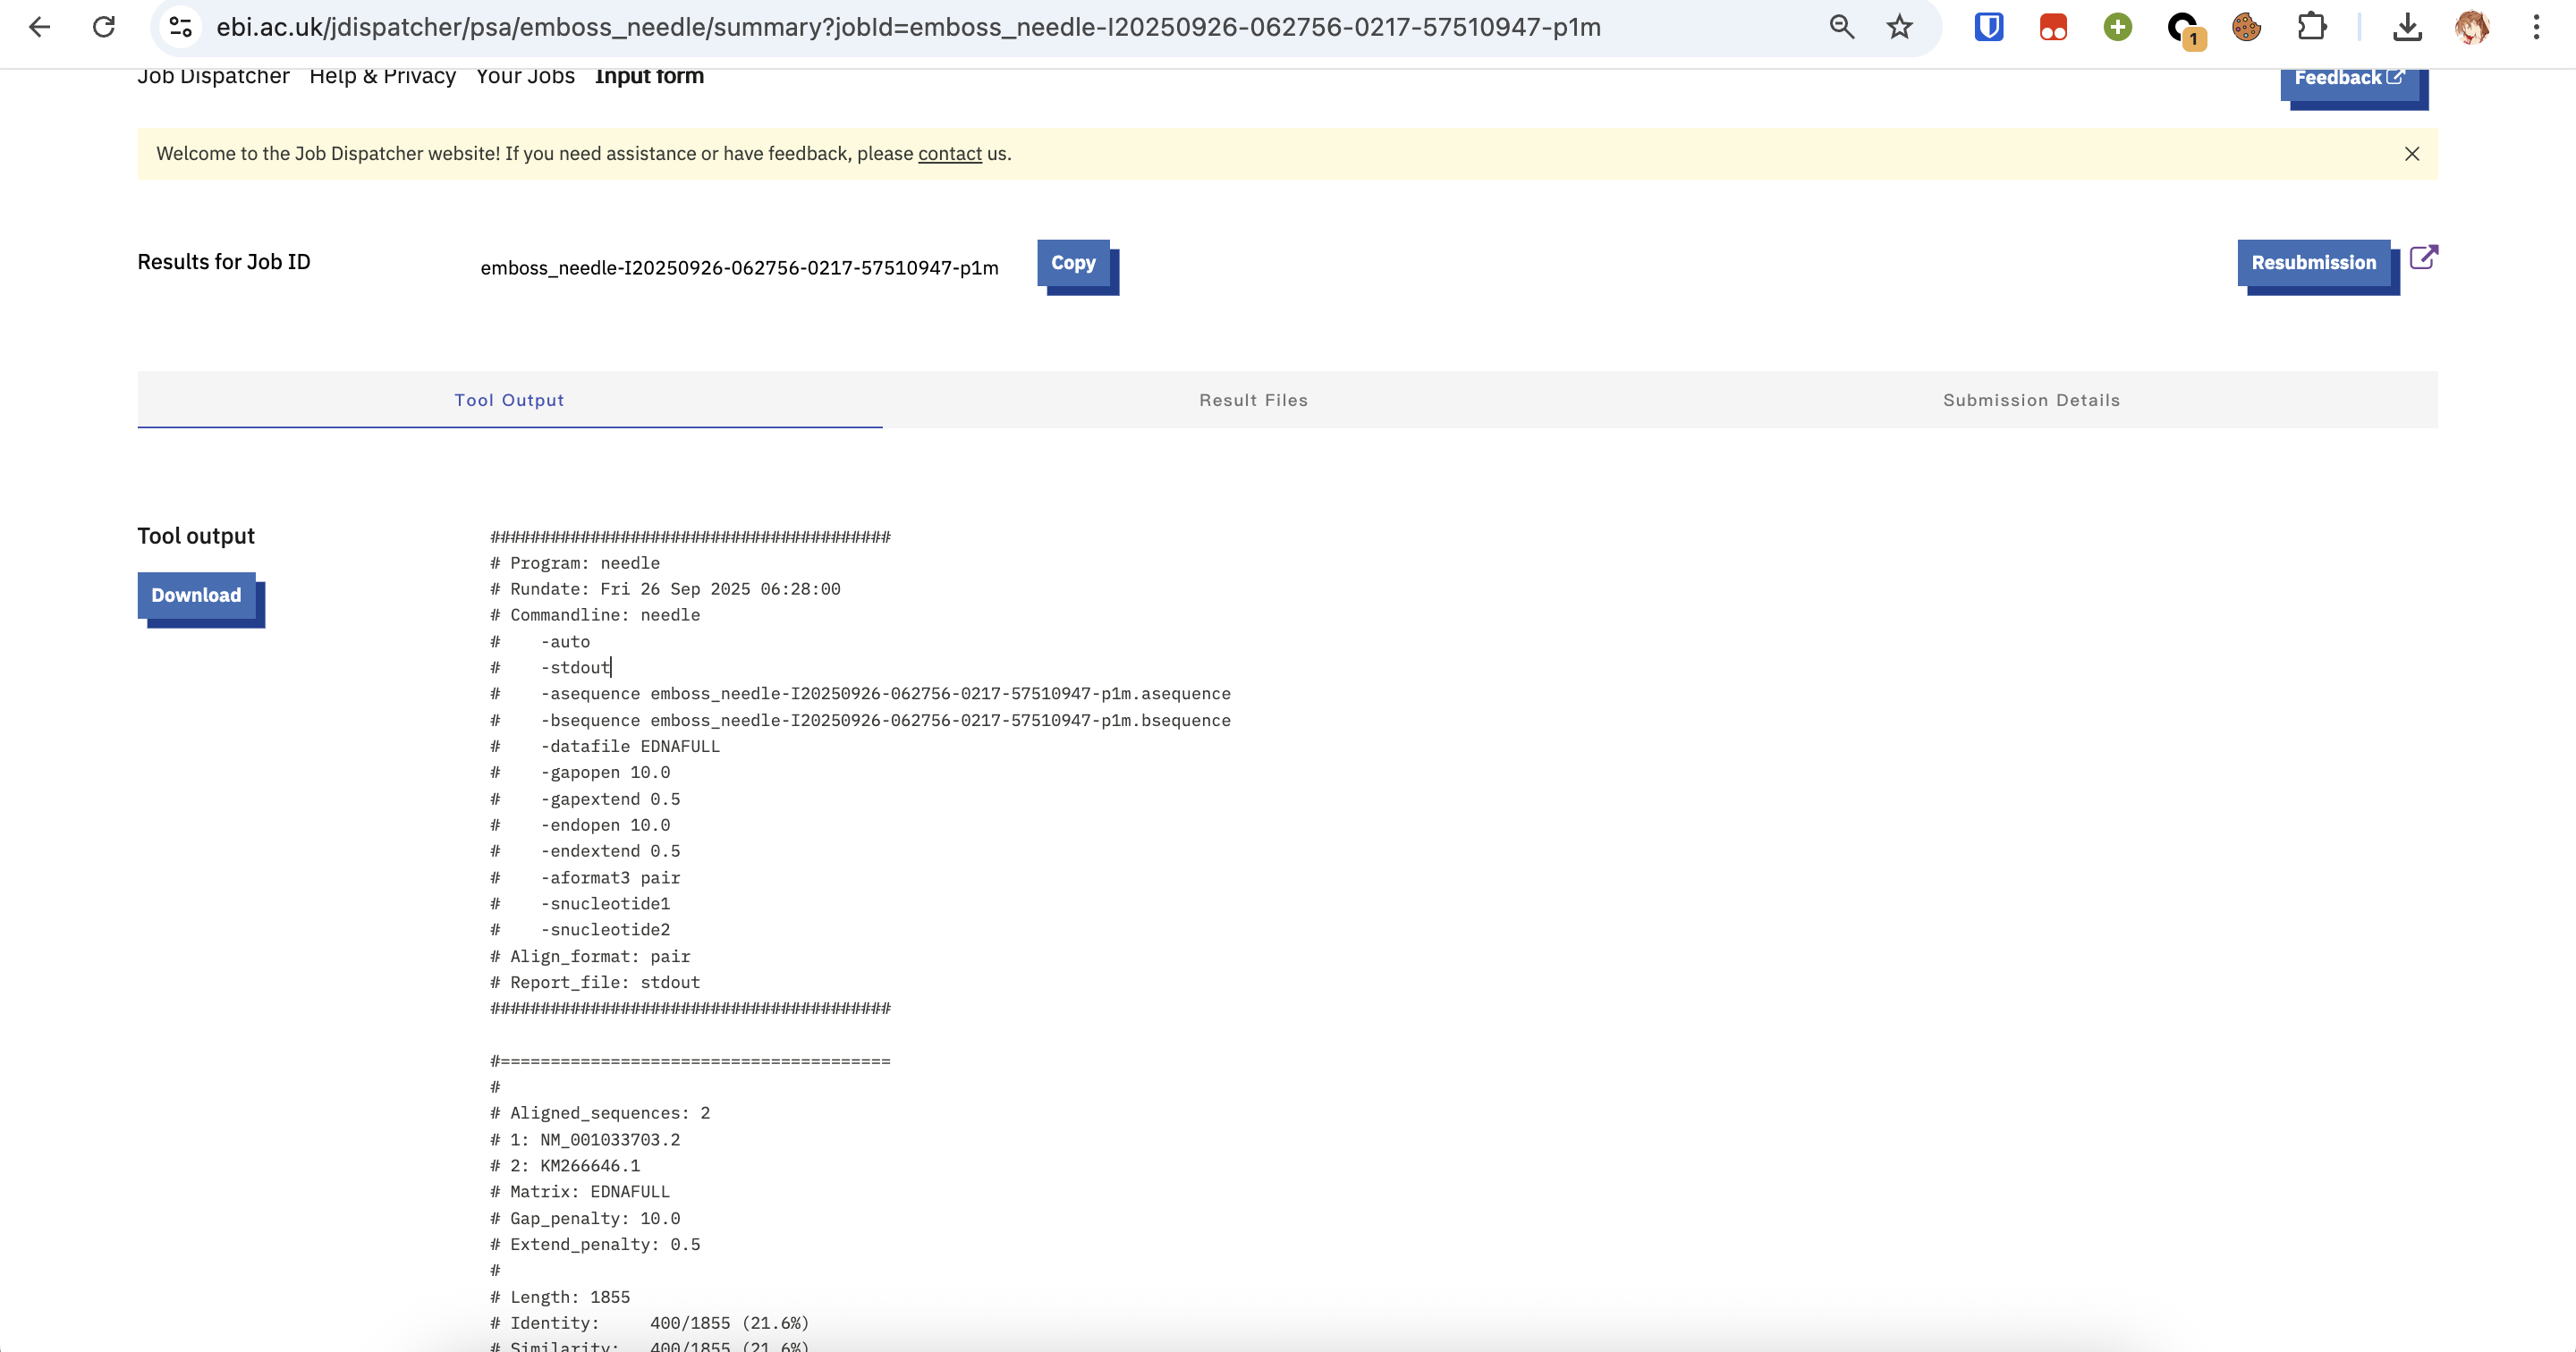 ebi.ac.uk/jdispatcher/psa/emboss_needle/summary?jobId=emboss_needle-I20250926-062756-0217-57510947-p1m
1
Job Dispatcher Help & Privacy Your Jobs Input form
Feedback
Welcome to the Job Dispatcher website! If you need assistance or have feedback, please contact us.
Results for Job ID
emboss_needle-I20250926-062756-0217-57510947-p1m
Copy
Resubmission
Tool Output
Result Files
Submission Details
Tool output
Download
########################################
# Program: needle
# Rundate: Fri 26 Sep 2025 06:28:00
# Commandline: needle
#    -auto
#    -stdout
#    -asequence emboss_needle-I20250926-062756-0217-57510947-p1m.asequence
#    -bsequence emboss_needle-I20250926-062756-0217-57510947-p1m.bsequence
#    -datafile EDNAFULL
#    -gapopen 10.0
#    -gapextend 0.5
#    -endopen 10.0
#    -endextend 0.5
#    -aformat3 pair
#    -snucleotide1
#    -snucleotide2
# Align_format: pair
# Report_file: stdout
########################################
#=======================================
#
# Aligned_sequences: 2
# 1: NM_001033703.2
# 2: KM266646.1
# Matrix: EDNAFULL
# Gap_penalty: 10.0
# Extend_penalty: 0.5
#
# Length: 1855
# Identity:     400/1855 (21.6%)
# Similarity:   400/1855 (21.6%)